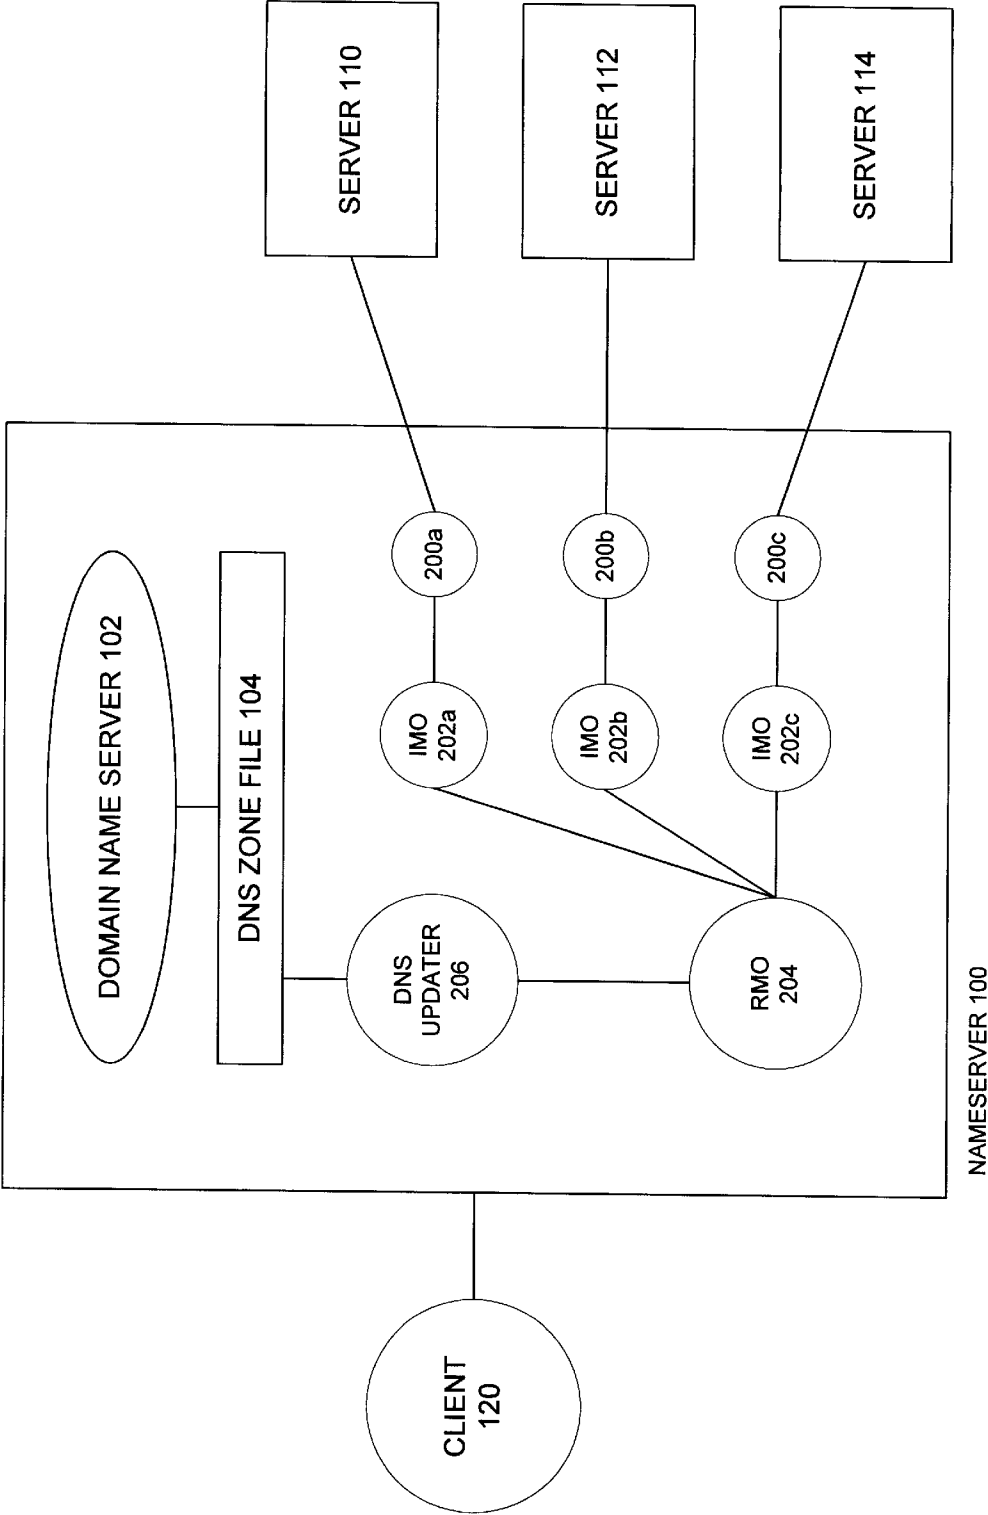 DOMAIN NAME SERVER 102
DNS ZONE FILE 104
DNS
UPDATER
206
RMO
204
IMO
202a
IMO
202b
IMO
202c
200a
200b
200c
SERVER 110
SERVER 112
SERVER 114
CLIENT
120
NAMESERVER 100